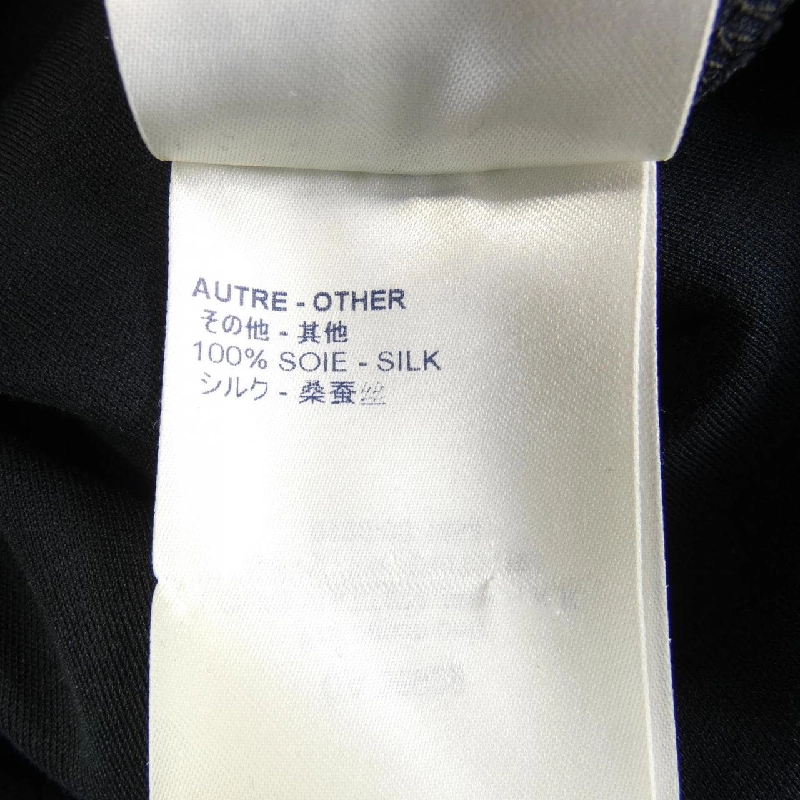 AUTRE - OTHER
その他 - 其他
100% SOIE - SILK
シルク - 桑蚕丝